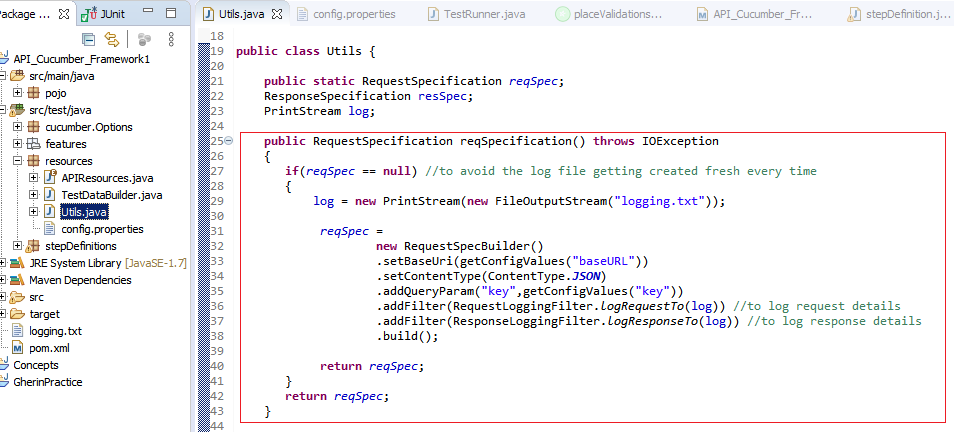 Package ...
JUnit
API_Cucumber_Framework1
src/main/java
pojo
src/test/java
cucumber.Options
features
resources
APIResources.java
TestDataBuilder.java
Utils.java
config.properties
stepDefinitions
JRE System Library [JavaSE-1.7]
Maven Dependencies
src
target
logging.txt
pom.xml
Concepts
GherinPractice
Utils.java
config.properties
TestRunner.java
placeValidations...
API_Cucumber_Fr...
stepDefinition.j...
18
19 public class Utils {
20
21 public static RequestSpecification reqSpec;
22 ResponseSpecification resSpec;
23 PrintStream log;
24
25 public RequestSpecification reqSpecification() throws IOException
26 {
27 if(reqSpec == null) //to avoid the log file getting created fresh every time
28 {
29 log = new PrintStream(new FileOutputStream("logging.txt"));
30
31 reqSpec =
32 new RequestSpecBuilder()
33 .setBaseUri(getConfigValues("baseURL"))
34 .setContentType(ContentType.JSON)
35 .addQueryParam("key",getConfigValues("key"))
36 .addFilter(RequestLoggingFilter.logRequestTo(log)) //to log request details
37 .addFilter(ResponseLoggingFilter.logResponseTo(log)) //to log response details
38 .build();
39
40 return reqSpec;
41 }
42 return reqSpec;
43 }
44